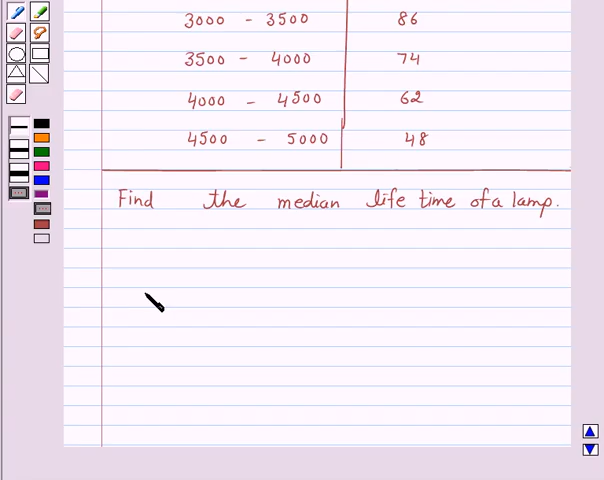 3000 - 3500 86
3500 - 4000 74
4000 - 4500 62
4500 - 5000 48
Find the median life time of a lamp.